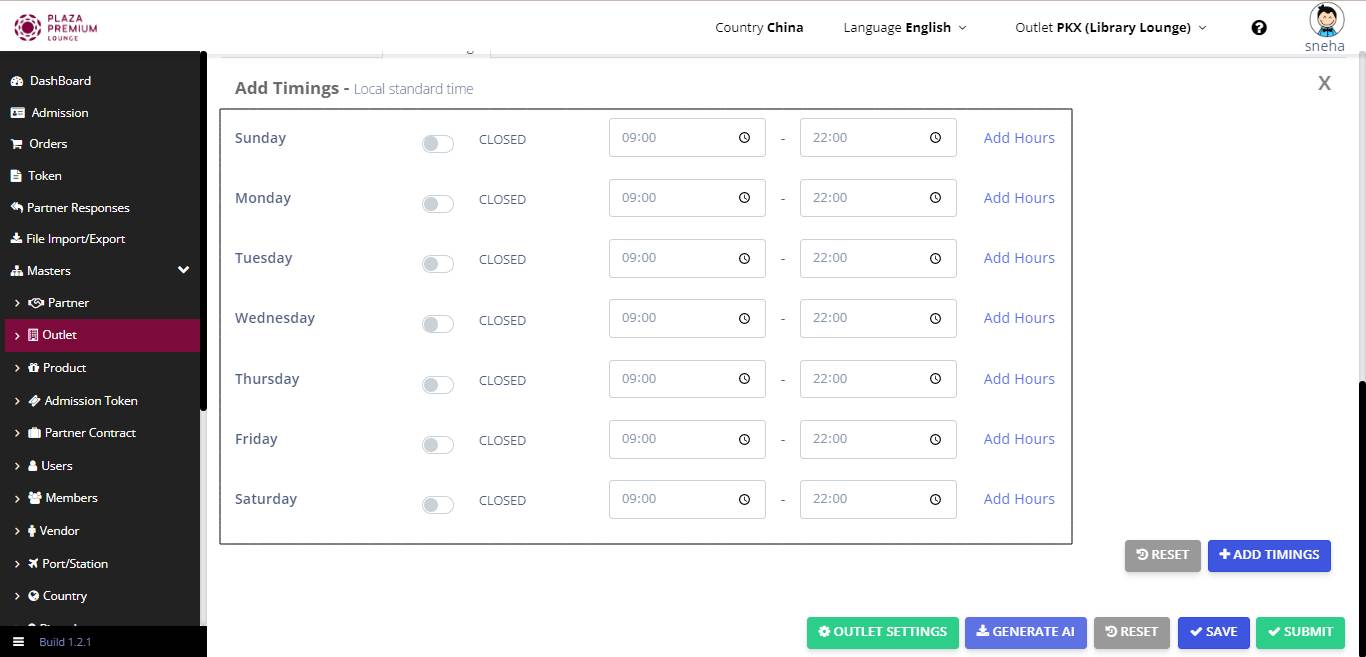 PLAZA
PREMIUM
LOUNGE
Country China
Language English
Outlet PKX (Library Lounge)
sneha
DashBoard
Admission
Orders
Token
Partner Responses
File Import/Export
Masters
Partner
Outlet
Product
Admission Token
Partner Contract
Users
Members
Vendor
Port/Station
Country
Build 1.2.1
Add Timings - Local standard time
X
Sunday CLOSED 09:00 - 22:00 Add Hours
Monday CLOSED 09:00 - 22:00 Add Hours
Tuesday CLOSED 09:00 - 22:00 Add Hours
Wednesday CLOSED 09:00 - 22:00 Add Hours
Thursday CLOSED 09:00 - 22:00 Add Hours
Friday CLOSED 09:00 - 22:00 Add Hours
Saturday CLOSED 09:00 - 22:00 Add Hours
RESET ADD TIMINGS
OUTLET SETTINGS GENERATE AI RESET SAVE SUBMIT